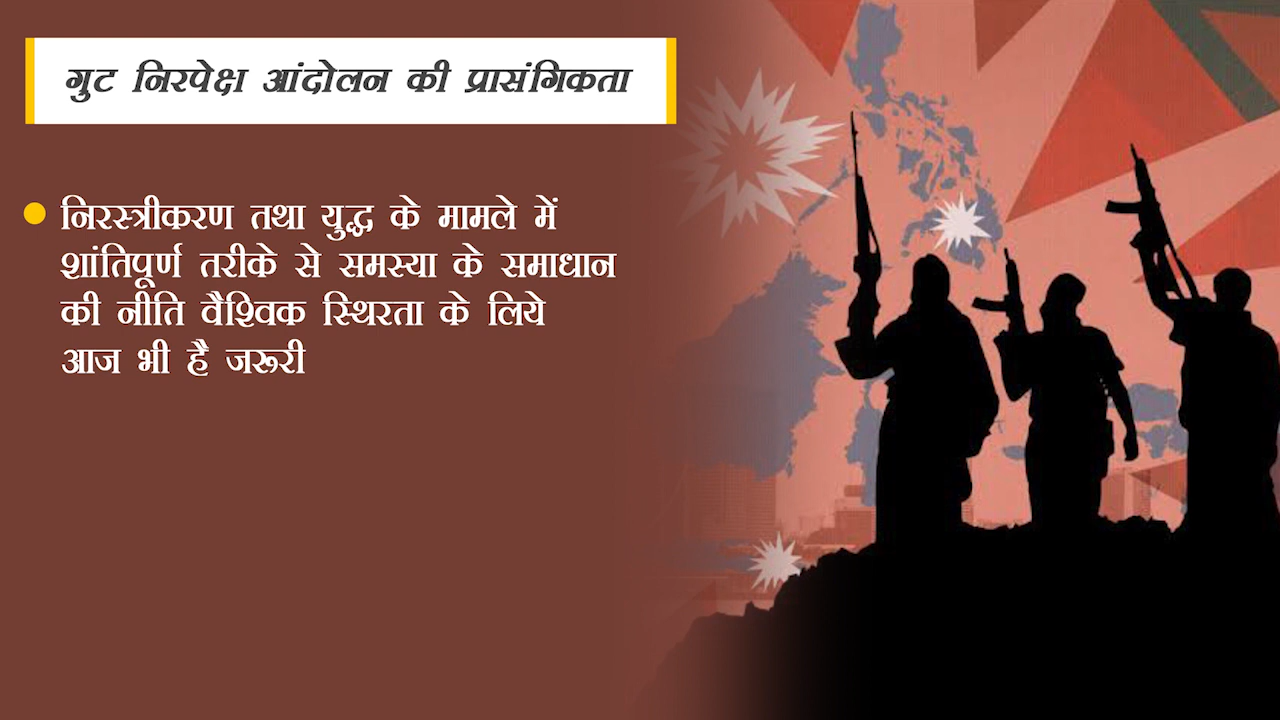 गुट निरपेक्ष आंदोलन की प्रासंगिकता
निरस्त्रीकरण तथा युद्ध के मामले में
शांतिपूर्ण तरीके से समस्या के समाधान
की नीति वैश्विक स्थिरता के लिये
आज भी है जरूरी